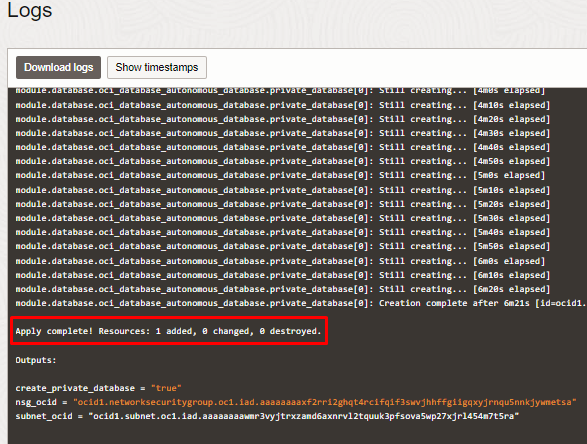 Logs
Download logs
Show timestamps
module.database.oci_database_autonomous_database.private_database[0]: Still creating... [4m0s elapsed]
module.database.oci_database_autonomous_database.private_database[0]: Still creating... [4m10s elapsed]
module.database.oci_database_autonomous_database.private_database[0]: Still creating... [4m20s elapsed]
module.database.oci_database_autonomous_database.private_database[0]: Still creating... [4m30s elapsed]
module.database.oci_database_autonomous_database.private_database[0]: Still creating... [4m40s elapsed]
module.database.oci_database_autonomous_database.private_database[0]: Still creating... [4m50s elapsed]
module.database.oci_database_autonomous_database.private_database[0]: Still creating... [5m0s elapsed]
module.database.oci_database_autonomous_database.private_database[0]: Still creating... [5m10s elapsed]
module.database.oci_database_autonomous_database.private_database[0]: Still creating... [5m20s elapsed]
module.database.oci_database_autonomous_database.private_database[0]: Still creating... [5m30s elapsed]
module.database.oci_database_autonomous_database.private_database[0]: Still creating... [5m40s elapsed]
module.database.oci_database_autonomous_database.private_database[0]: Still creating... [5m50s elapsed]
module.database.oci_database_autonomous_database.private_database[0]: Still creating... [6m0s elapsed]
module.database.oci_database_autonomous_database.private_database[0]: Still creating... [6m10s elapsed]
module.database.oci_database_autonomous_database.private_database[0]: Still creating... [6m20s elapsed]
module.database.oci_database_autonomous_database.private_database[0]: Creation complete after 6m21s [id=ocid1.
Apply complete! Resources: 1 added, 0 changed, 0 destroyed.
Outputs:
create_private_database = "true"
nsg_ocid = "ocid1.networksecuritygroup.oc1.iad.aaaaaaaaxf2rri2ghqt4rcifqif3swvjhhffgiigqxyjrnqu5nnkjywmetsa"
subnet_ocid = "ocid1.subnet.oc1.iad.aaaaaaaawmr3vyjtrxzamd6axnrvl2tquuk3pfsova5wp27xjrl454m7t5ra"